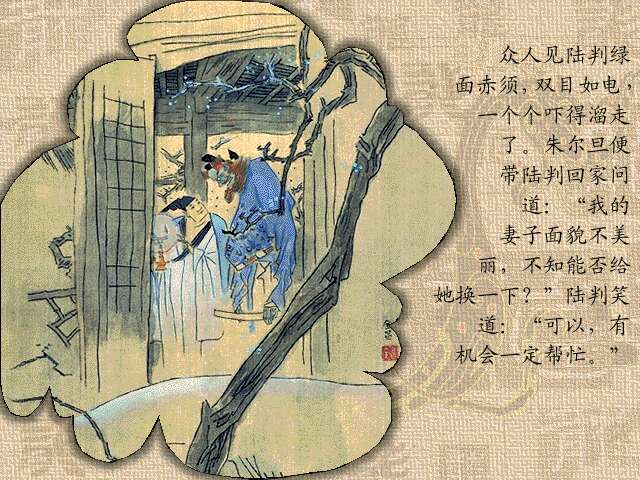 众人见陆判绿
面赤须，双目如电，
一个个吓得溜走
了。朱尔旦便
带陆判回家问
道：“我的
妻子面貌不美
丽，不知能否给
她换一下？”陆判笑
道：“可以，有
机会一定帮忙。”